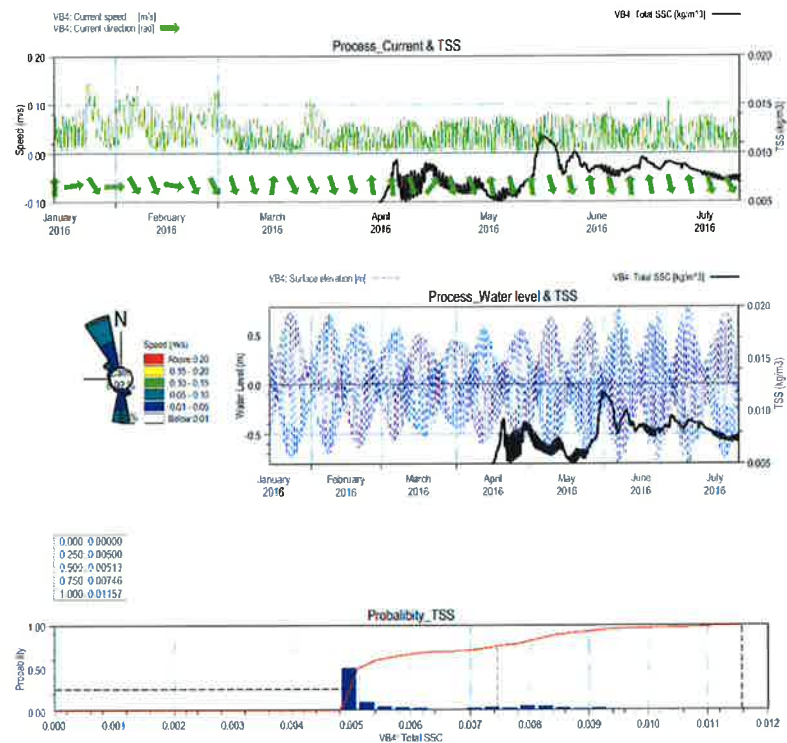 VB4: Current speed [m/s]
VB4: Current direction [rad]
VB4: Total SSC [kg/m^3]
Process_Current & TSS
0.20
0.10
0.00
-0.10
Speed (m/s)
0.020
0.015
0.010
0.005
TSS (kg/m3)
January
2016
February
2016
March
2016
April
2016
May
2016
June
2016
July
2016
VB4: Surface elevation [m]
VB4: Total SSC [kg/m^3]
Process_Water level & TSS
0.5
0.0
-0.5
Water Level (m)
0.020
0.015
0.010
0.005
TSS (kg/m3)
January
2016
February
2016
March
2016
April
2016
May
2016
June
2016
July
2016
N
Speed (m/s)
Above 0.20
0.15 - 0.20
0.10 - 0.15
0.05 - 0.10
0.01 - 0.05
Below 0.01
0.000 0.00000
0.250 0.00500
0.500 0.00513
0.750 0.00746
1.000 0.01157
Probalibity_TSS
1.00
0.50
0.00
Probability
0.000 0.001 0.002 0.003 0.004 0.005 0.006 0.007 0.008 0.009 0.010 0.011 0.012
VB4: Total SSC